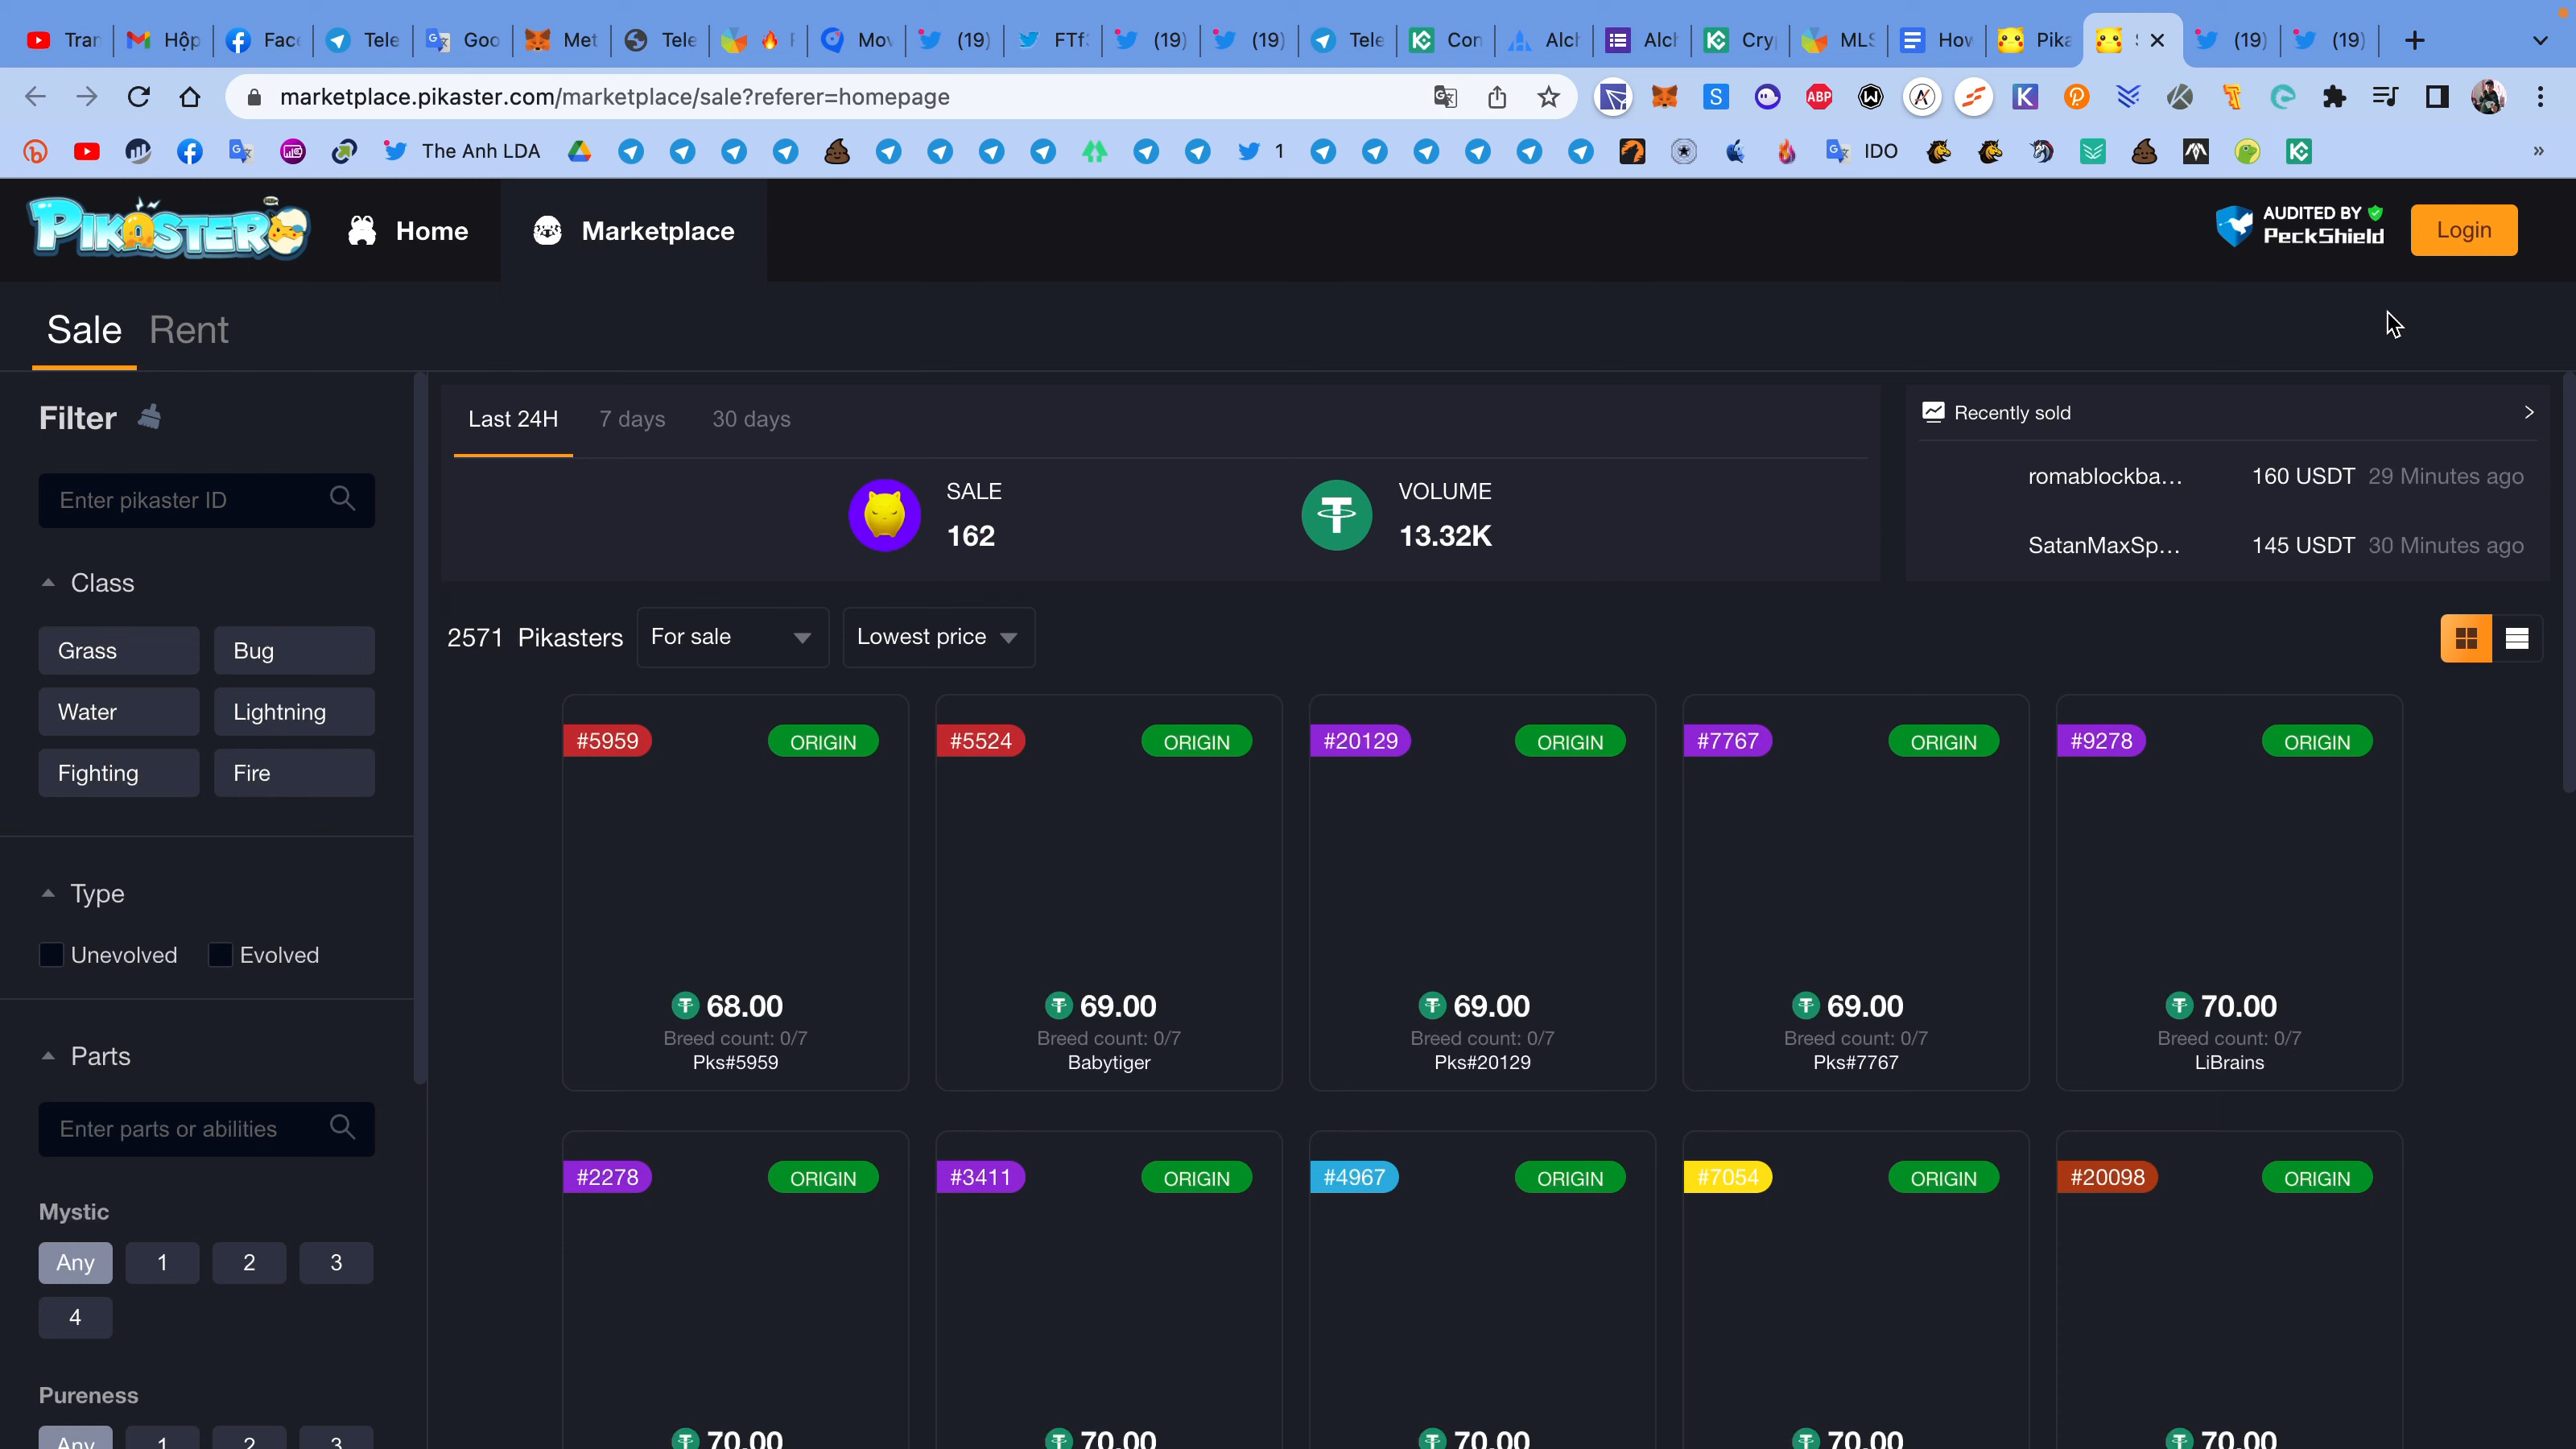 Tran Hộp Fac Tele Goo Met Tele Mov (19) FTf (19) (19) Tele Con Alch Alch Cry MLS How Pika (19) (19)
marketplace.pikaster.com/marketplace/sale?referer=homepage
The Anh LDA 1 IDO
PIKASTER Home Marketplace AUDITED BY PeckShield Login
Sale Rent
Filter
Enter pikaster ID
Class
Grass Bug
Water Lightning
Fighting Fire
Type
Unevolved Evolved
Parts
Enter parts or abilities
Mystic
Any 1 2 3
4
Pureness
Any 1 2 3
Last 24H 7 days 30 days
SALE VOLUME
162 13.32K
Recently sold
romablockba... 160 USDT 29 Minutes ago
SatanMaxSp... 145 USDT 30 Minutes ago
2571 Pikasters For sale Lowest price
#5959 ORIGIN #5524 ORIGIN #20129 ORIGIN #7767 ORIGIN #9278 ORIGIN
68.00 69.00 69.00 69.00 70.00
Breed count: 0/7 Breed count: 0/7 Breed count: 0/7 Breed count: 0/7 Breed count: 0/7
Pks#5959 Babytiger Pks#20129 Pks#7767 LiBrains
#2278 ORIGIN #3411 ORIGIN #4967 ORIGIN #7054 ORIGIN #20098 ORIGIN
70.00 70.00 70.00 70.00 70.00